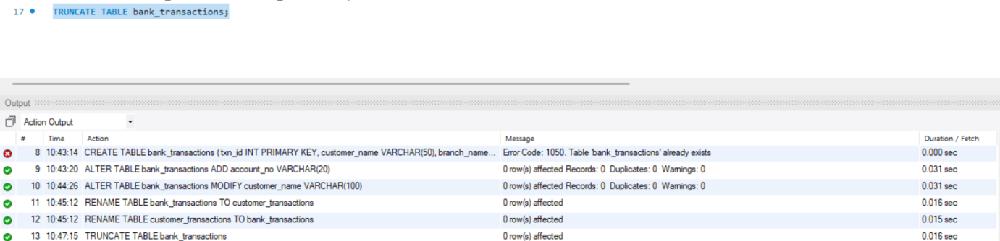 17 TRUNCATE TABLE bank_transactions;
Output
Action Output
# Time Action Message Duration / Fetch
8 10:43:14 CREATE TABLE bank_transactions (txn_id INT PRIMARY KEY, customer_name VARCHAR(50), branch_name... Error Code: 1050. Table 'bank_transactions' already exists 0.000 sec
9 10:43:20 ALTER TABLE bank_transactions ADD account_no VARCHAR(20) 0 row(s) affected Records: 0 Duplicates: 0 Warnings: 0 0.031 sec
10 10:44:26 ALTER TABLE bank_transactions MODIFY customer_name VARCHAR(100) 0 row(s) affected Records: 0 Duplicates: 0 Warnings: 0 0.031 sec
11 10:45:12 RENAME TABLE bank_transactions TO customer_transactions 0 row(s) affected 0.016 sec
12 10:45:12 RENAME TABLE customer_transactions TO bank_transactions 0 row(s) affected 0.015 sec
13 10:47:15 TRUNCATE TABLE bank_transactions 0 row(s) affected 0.016 sec